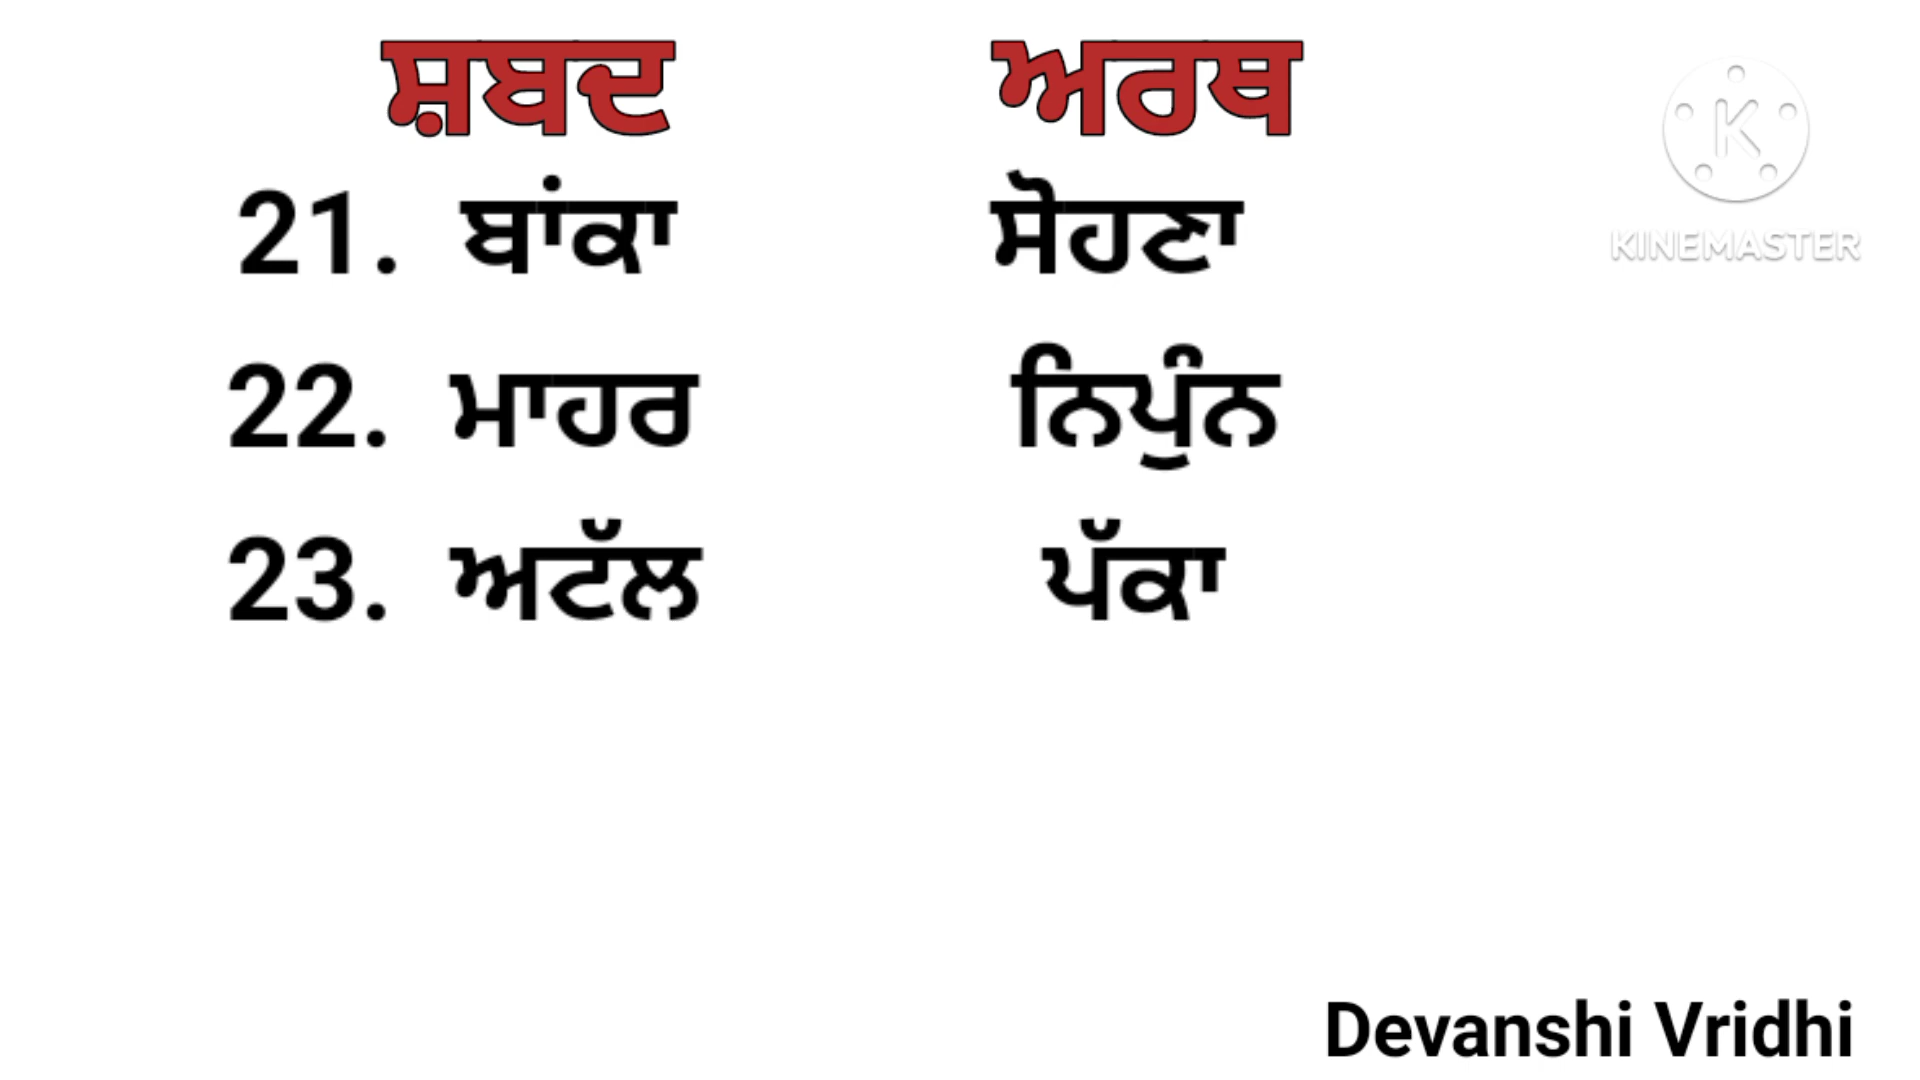 ਸ਼ਬਦ ਅਰਥ
21. ਬਾਂਕਾ ਸੋਹਣਾ
22. ਮਾਹਰ ਨਿਪੁੰਨ
23. ਅਟੱਲ ਪੱਕਾ
K
KINEMASTER
Devanshi Vridhi